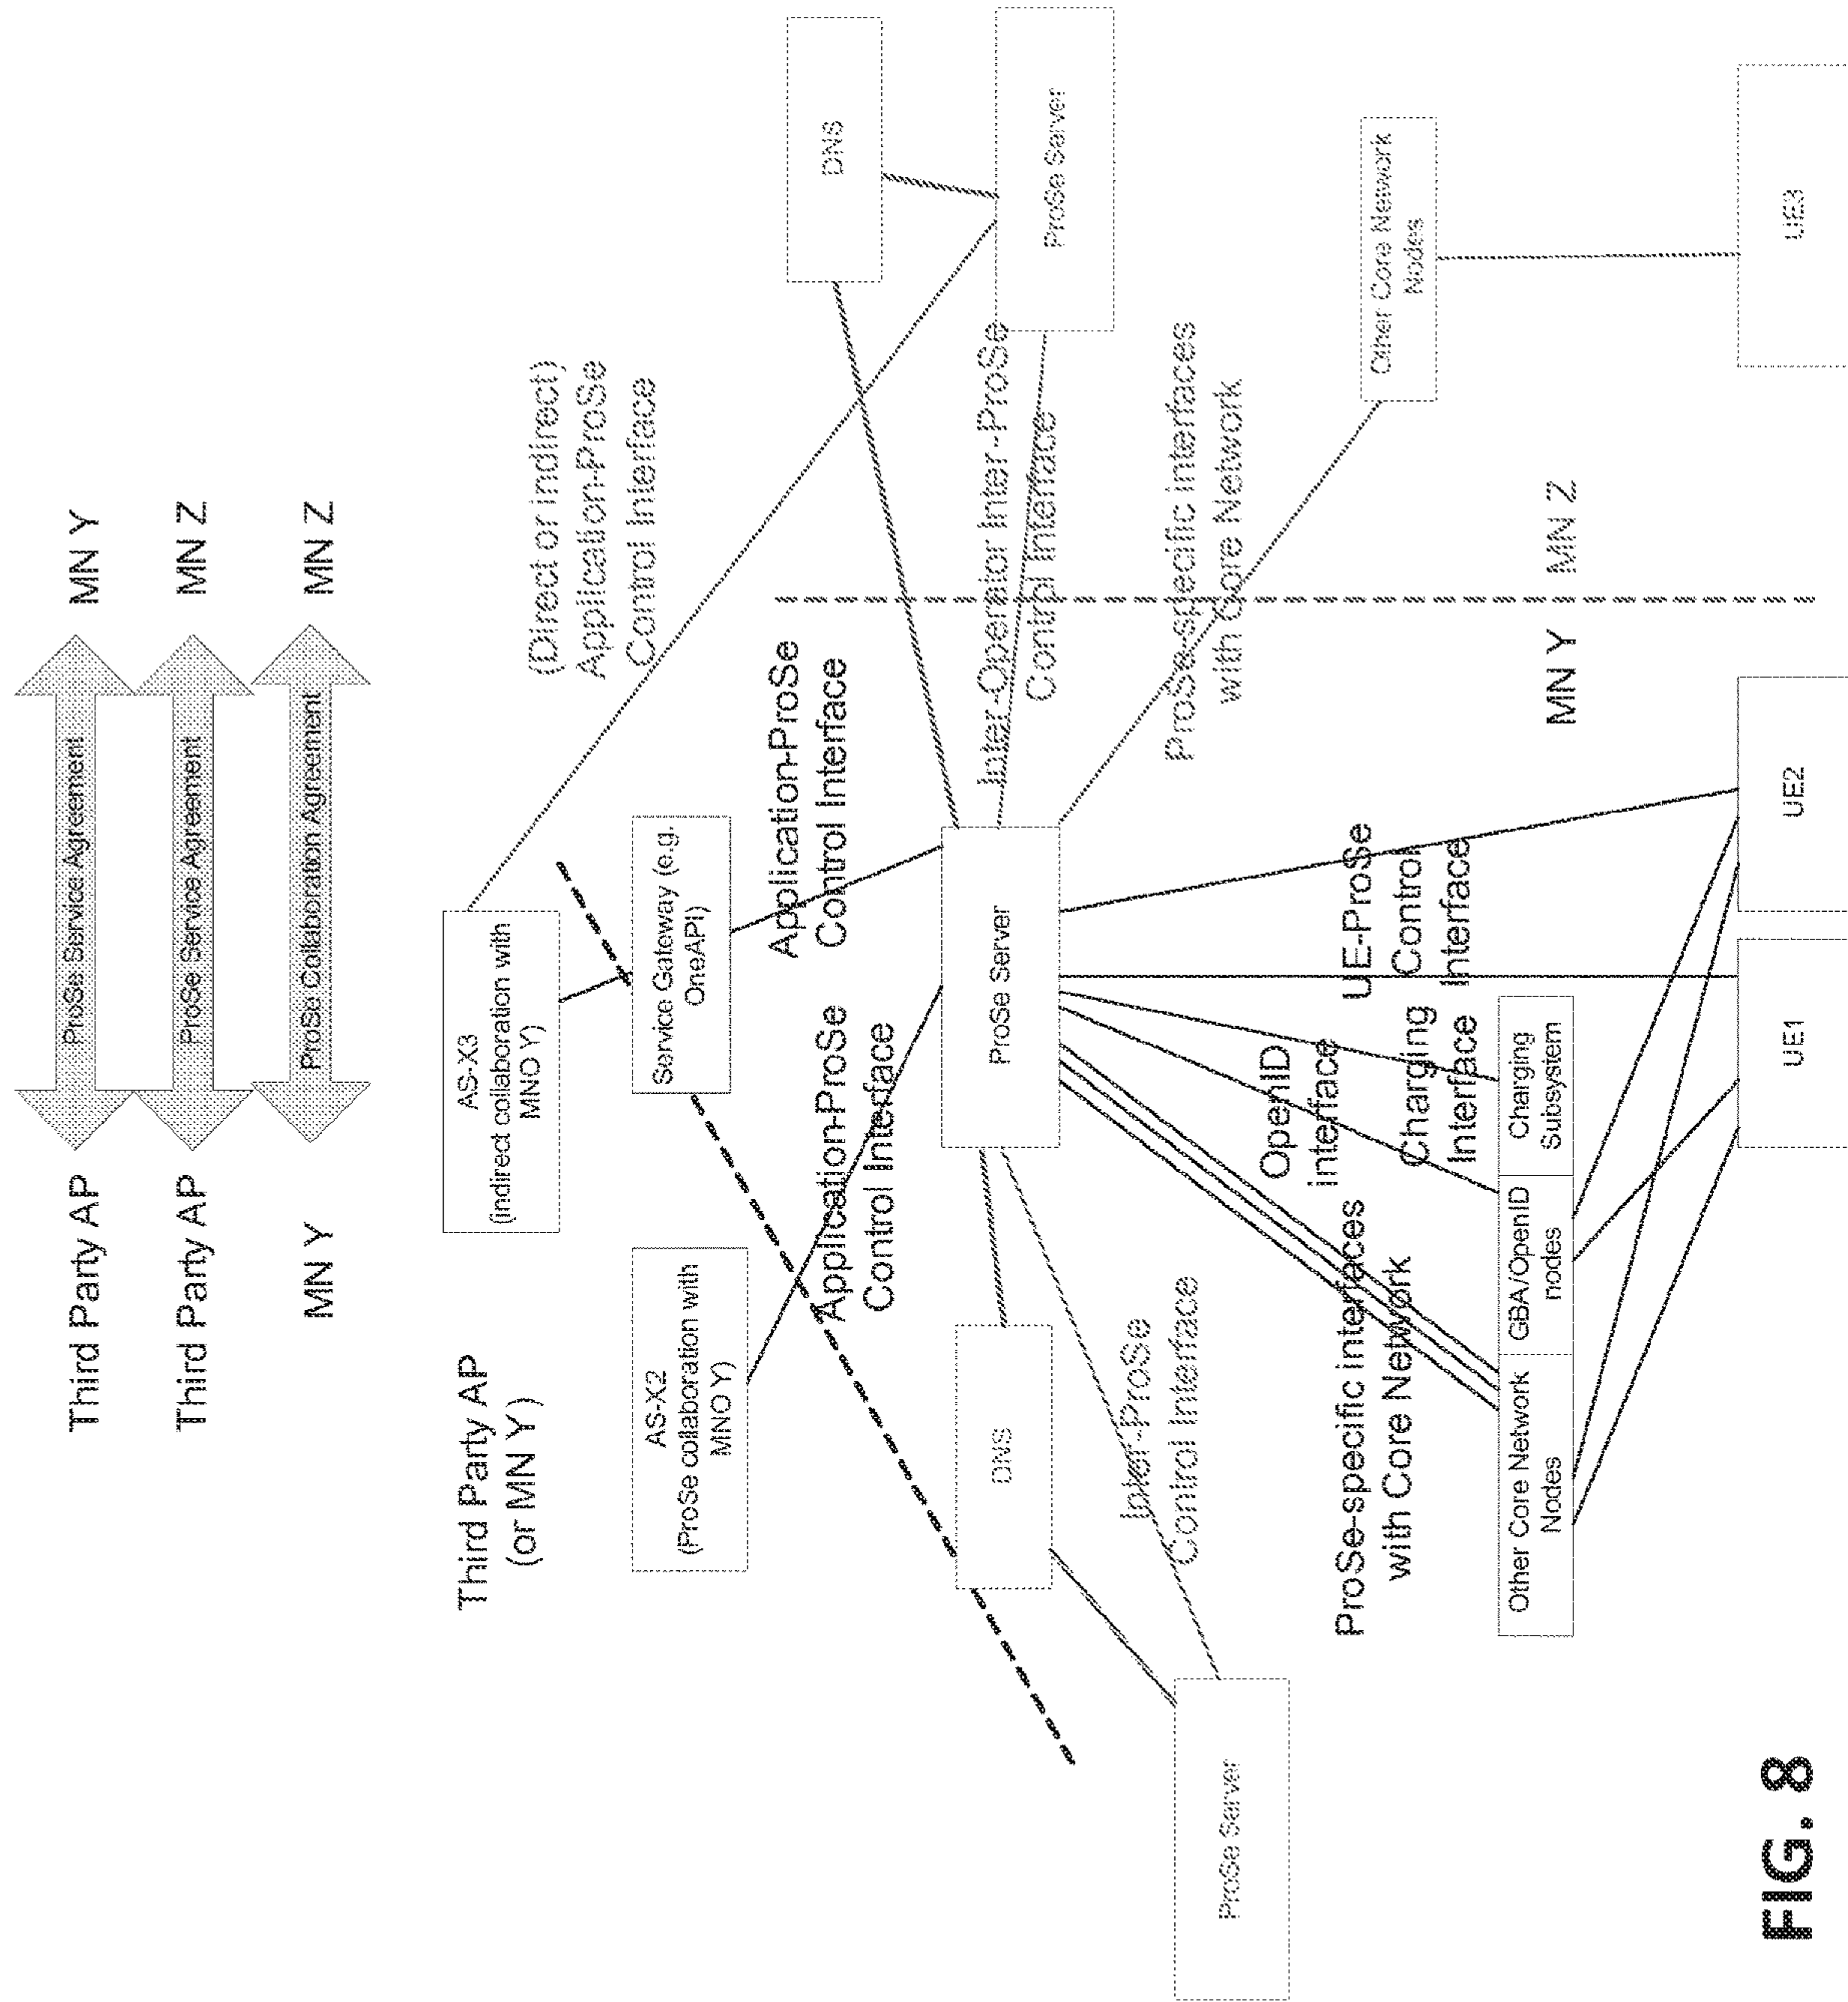 Third Party AP
ProSe Service Agreement
MN Y
Third Party AP
ProSe Service Agreement
MN Z
MN Y
ProSe Collaboration Agreement
MN Z
Third Party AP
(or MN Y)
AS-X3
(indirect collaboration with
MNO Y)
(Direct or indirect)
Application-ProSe
Control Interface
AS-X2
(ProSe collaboration with
MNO Y)
Service Gateway (e.g.
OneAPI)
Application-ProSe
Control Interface
Application-ProSe
Control Interface
DNS
DNS
ProSe Server
Inter-Operator Inter-ProSe
Control Interface
ProSe Server
Inter-ProSe
Control Interface
ProSe Server
ProSe-specific interfaces
with Core Network
ProSe-specific interfaces
with Core Network
OpenID
interface
Charging
Interface
UE-ProSe
Control
Interface
Other Core Network
Nodes
Other Core Network
Nodes
GBA/OpenID
nodes
Charging
Subsystem
MN Y
MN Z
UE1
UE2
UE3
FIG. 8